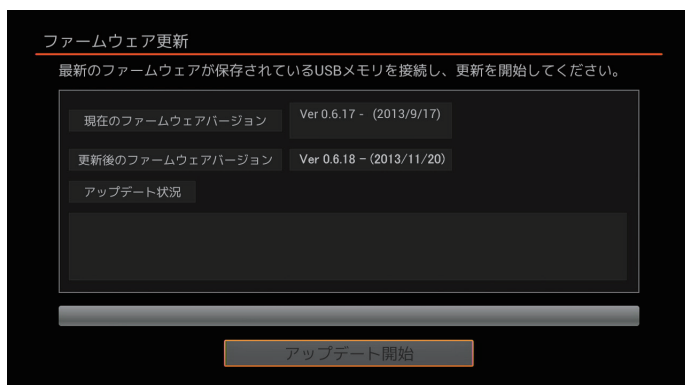 ファームウェア更新
最新のファームウェアが保存されているUSBメモリを接続し、更新を開始してください。
現在のファームウェアバージョン Ver 0.6.17 - (2013/9/17)
更新後のファームウェアバージョン Ver 0.6.18 − (2013/11/20)
アップデート状況
アップデート開始